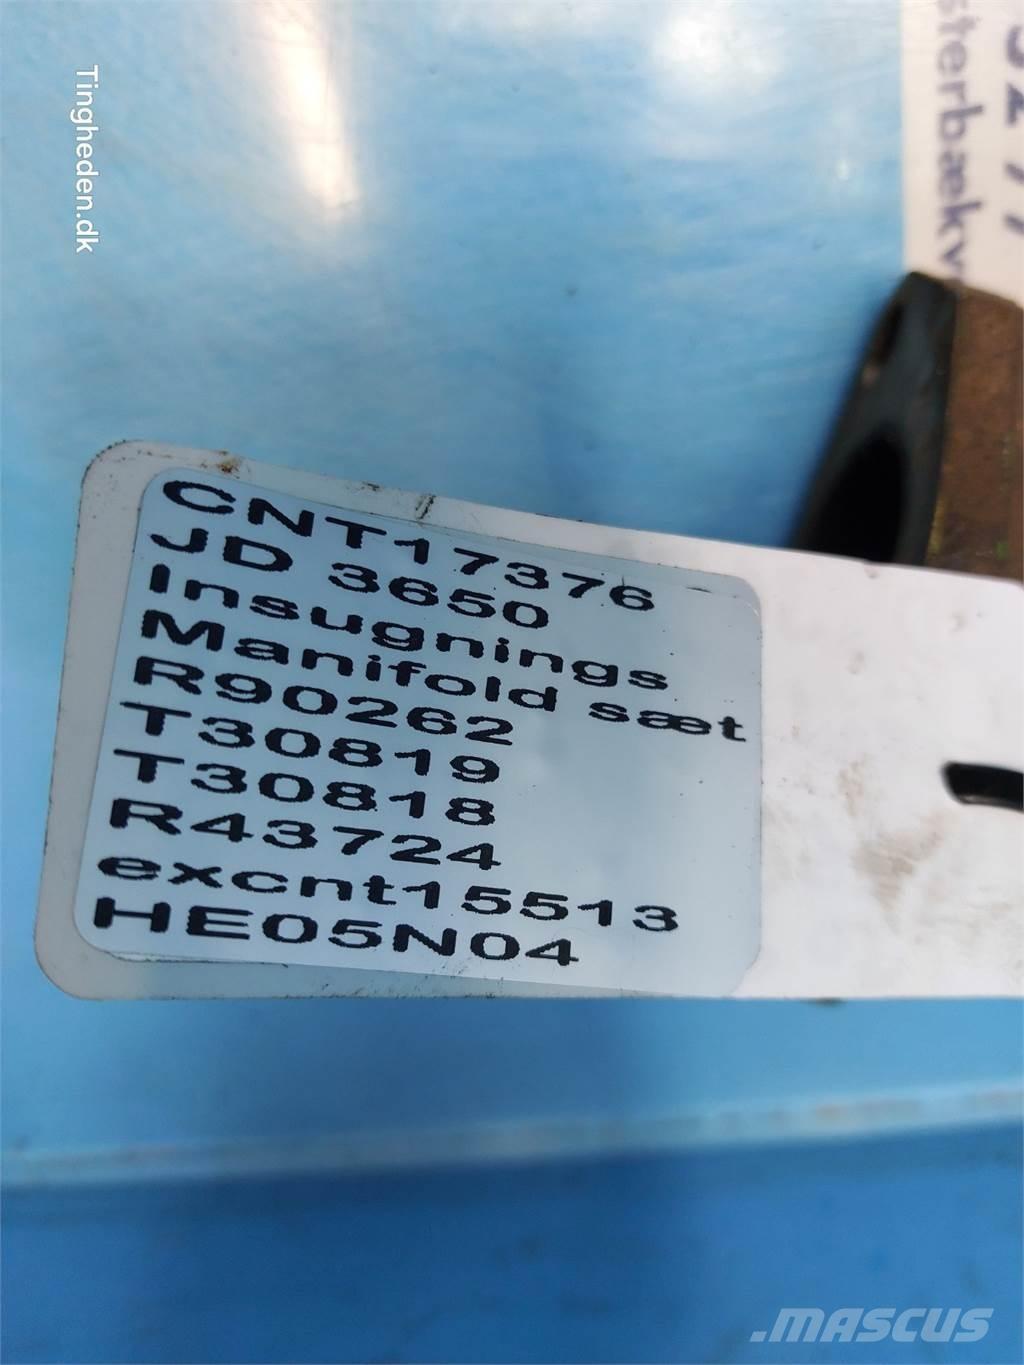 Tingheden.dk
CNT17376
JD 3650
Insugnings
Manifold sæt
R90262
T30819
T30818
R43724
excnt15513
HE05N04
.MASCUS